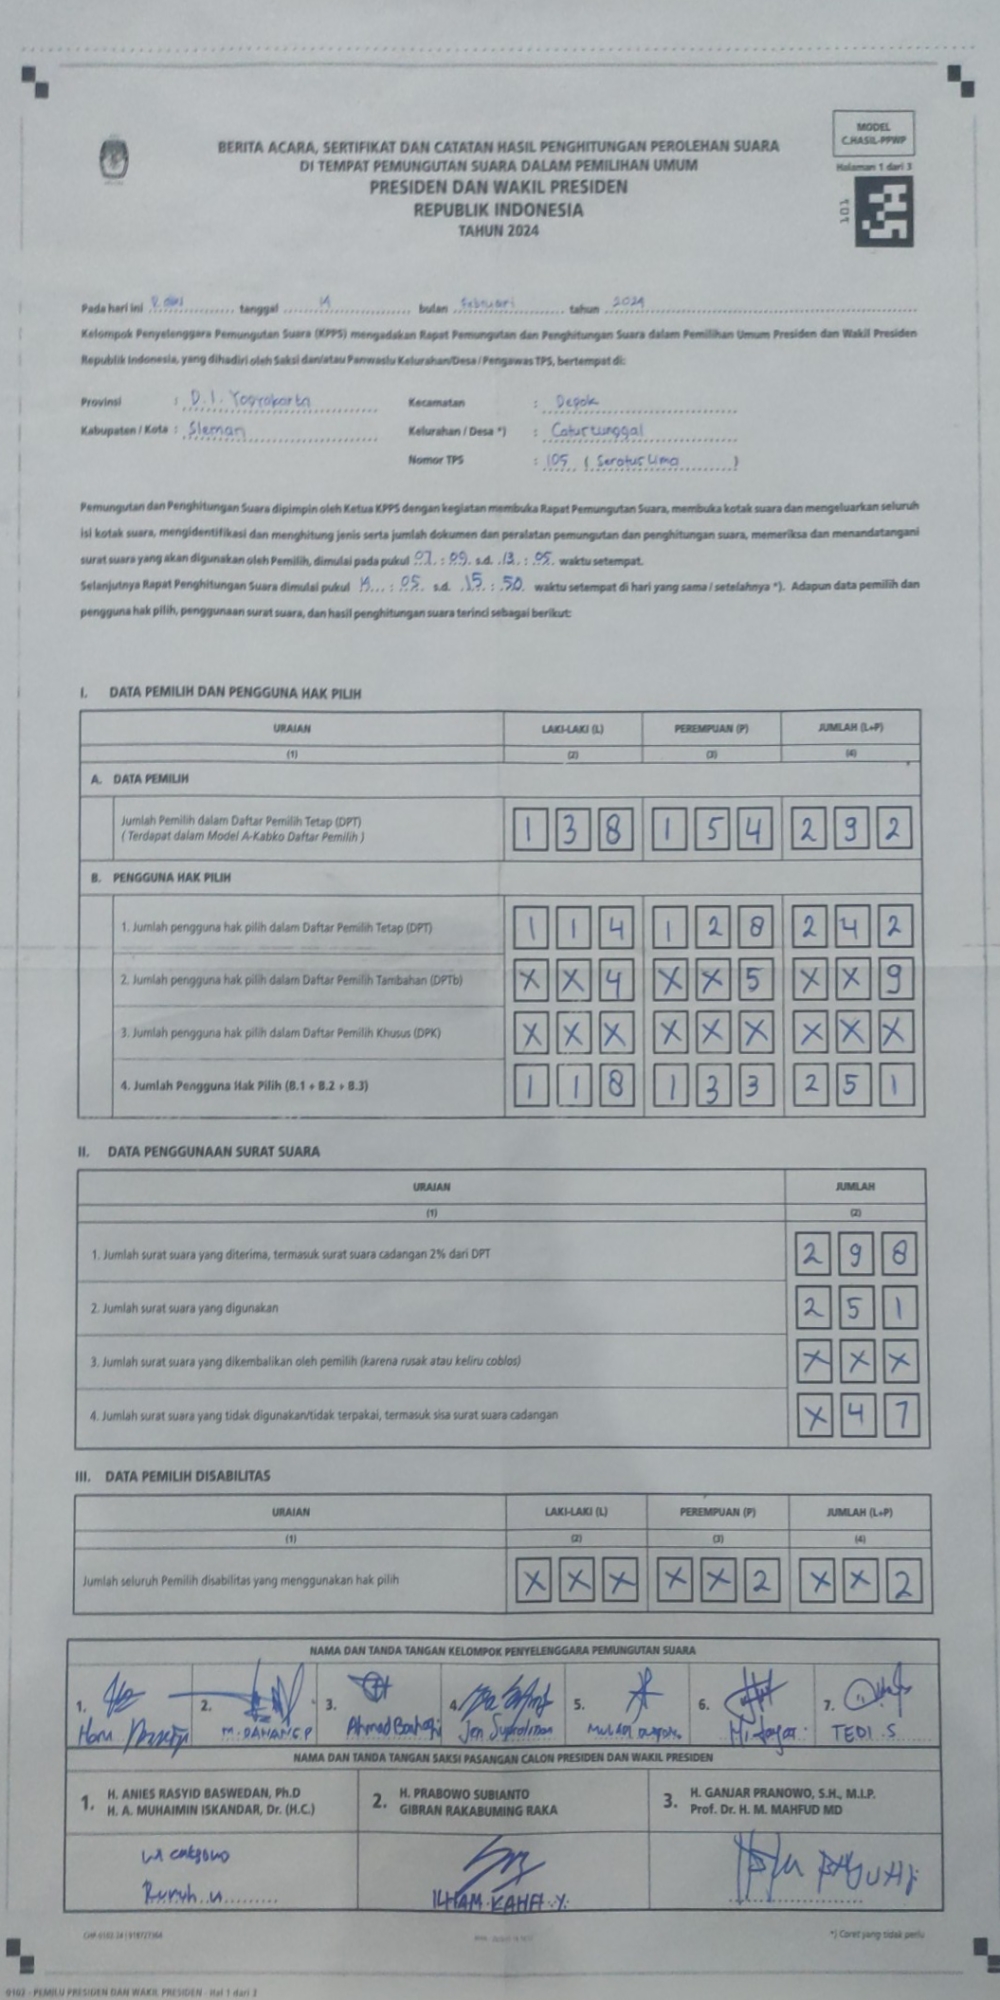 MODEL
C.HASIL-PPWP
Halaman 1 dari 3
101
BERITA ACARA, SERTIFIKAT DAN CATATAN HASIL PENGHITUNGAN PEROLEHAN SUARA
DI TEMPAT PEMUNGUTAN SUARA DALAM PEMILIHAN UMUM
PRESIDEN DAN WAKIL PRESIDEN
REPUBLIK INDONESIA
TAHUN 2024
Pada hari ini Rabu tanggal 14 bulan Februari tahun 2024
Kelompok Penyelenggara Pemungutan Suara (KPPS) mengadakan Rapat Pemungutan dan Penghitungan Suara dalam Pemilihan Umum Presiden dan Wakil Presiden
Republik Indonesia, yang dihadiri oleh Saksi dan/atau Panwaslu Kelurahan/Desa / Pengawas TPS, bertempat di:
Provinsi : D.I. Yogyakarta Kecamatan : Depok
Kabupaten / Kota : Sleman Kelurahan / Desa *) : Caturtunggal
Nomor TPS : 105 ( Seratus Lima )
Pemungutan dan Penghitungan Suara dipimpin oleh Ketua KPPS dengan kegiatan membuka Rapat Pemungutan Suara, membuka kotak suara dan mengeluarkan seluruh
isi kotak suara, mengidentifikasi dan menghitung jenis serta jumlah dokumen dan peralatan pemungutan dan penghitungan suara, memeriksa dan menandatangani
surat suara yang akan digunakan oleh Pemilih, dimulai pada pukul 07 : 09 s.d. 13 : 05 waktu setempat.
Selanjutnya Rapat Penghitungan Suara dimulai pukul 14 : 05 s.d. 15 : 50 waktu setempat di hari yang sama / setelahnya *). Adapun data pemilih dan
pengguna hak pilih, penggunaan surat suara, dan hasil penghitungan suara terinci sebagai berikut:
I. DATA PEMILIH DAN PENGGUNA HAK PILIH
URAIAN LAKI-LAKI (L) PEREMPUAN (P) JUMLAH (L+P)
(1) (2) (3) (4)
A. DATA PEMILIH
Jumlah Pemilih dalam Daftar Pemilih Tetap (DPT)
( Terdapat dalam Model A-Kabko Daftar Pemilih ) 1 3 8 1 5 4 2 9 2
B. PENGGUNA HAK PILIH
1. Jumlah pengguna hak pilih dalam Daftar Pemilih Tetap (DPT) 1 1 4 1 2 8 2 4 2
2. Jumlah pengguna hak pilih dalam Daftar Pemilih Tambahan (DPTb) X X 4 X X 5 X X 9
3. Jumlah pengguna hak pilih dalam Daftar Pemilih Khusus (DPK) X X X X X X X X X
4. Jumlah Pengguna Hak Pilih (B.1 + B.2 + B.3) 1 1 8 1 3 3 2 5 1
II. DATA PENGGUNAAN SURAT SUARA
URAIAN JUMLAH
(1) (2)
1. Jumlah surat suara yang diterima, termasuk surat suara cadangan 2% dari DPT 2 9 8
2. Jumlah surat suara yang digunakan 2 5 1
3. Jumlah surat suara yang dikembalikan oleh pemilih (karena rusak atau keliru coblos) X X X
4. Jumlah surat suara yang tidak digunakan/tidak terpakai, termasuk sisa surat suara cadangan X 4 7
III. DATA PEMILIH DISABILITAS
URAIAN LAKI-LAKI (L) PEREMPUAN (P) JUMLAH (L+P)
(1) (2) (3) (4)
Jumlah seluruh Pemilih disabilitas yang menggunakan hak pilih X X X X X 2 X X 2
NAMA DAN TANDA TANGAN KELOMPOK PENYELENGGARA PEMUNGUTAN SUARA
1. 2. 3. 4. 5. 6. 7.
M. DANANG P TEDI. S
NAMA DAN TANDA TANGAN SAKSI PASANGAN CALON PRESIDEN DAN WAKIL PRESIDEN
1. H. ANIES RASYID BASWEDAN, Ph.D
H. A. MUHAIMIN ISKANDAR, Dr. (H.C.)
2. H. PRABOWO SUBIANTO
GIBRAN RAKABUMING RAKA
3. H. GANJAR PRANOWO, S.H., M.I.P.
Prof. Dr. H. M. MAHFUD MD
ILHAM KAHFI Y.
*) Coret yang tidak perlu
0102 - PEMILU PRESIDEN DAN WAKIL PRESIDEN - Hal 1 dari 3